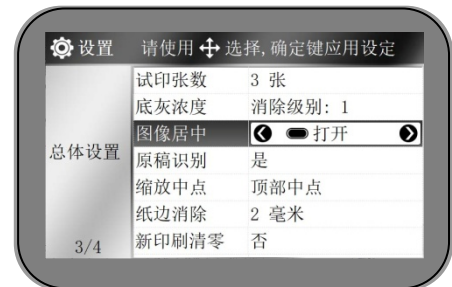 设置 请使用 选择,确定键应用设定
试印张数 3 张
底灰浓度 消除级别: 1
图像居中 打开
总体设置
原稿识别 是
缩放中点 顶部中点
纸边消除 2 毫米
3/4
新印刷清零 否